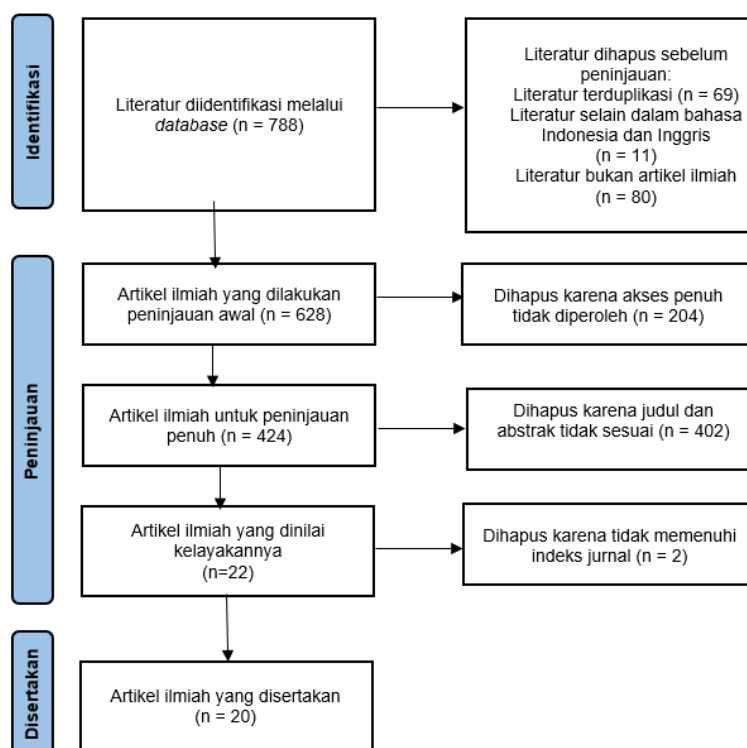 Identifikasi
Literatur diidentifikasi melalui
database (n = 788)
Literatur dihapus sebelum
peninjauan:
Literatur terduplikasi (n = 69)
Literatur selain dalam bahasa
Indonesia dan Inggris
(n = 11)
Literatur bukan artikel ilmiah
(n = 80)
Peninjauan
Artikel ilmiah yang dilakukan
peninjauan awal (n = 628)
Dihapus karena akses penuh
tidak diperoleh (n = 204)
Artikel ilmiah untuk peninjauan
penuh (n = 424)
Dihapus karena judul dan
abstrak tidak sesuai (n = 402)
Artikel ilmiah yang dinilai
kelayakannya
(n=22)
Dihapus karena tidak memenuhi
indeks jurnal (n = 2)
Disertakan
Artikel ilmiah yang disertakan
(n = 20)